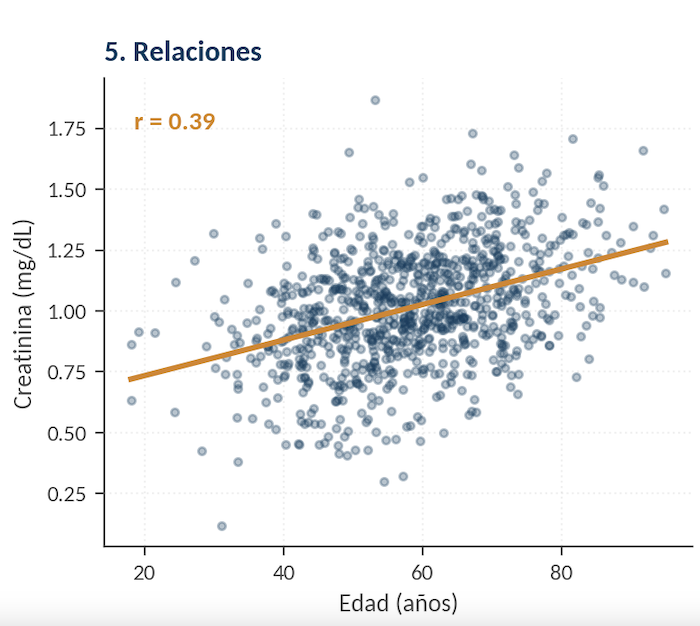 5. Relaciones
r = 0.39
Creatinina (mg/dL)
1.75
1.50
1.25
1.00
0.75
0.50
0.25
20 40 60 80
Edad (años)